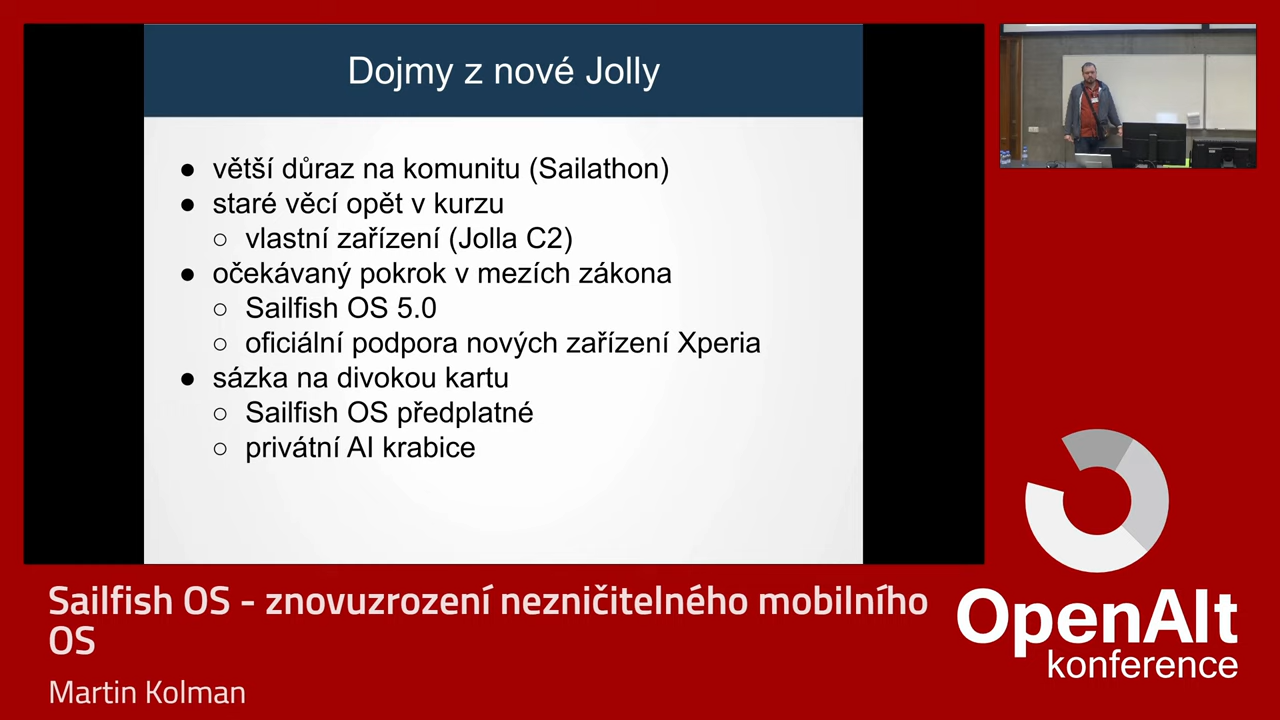 Dojmy z nové Jolly
● větší důraz na komunitu (Sailathon)
● staré věcí opět v kurzu
○ vlastní zařízení (Jolla C2)
● očekávaný pokrok v mezích zákona
○ Sailfish OS 5.0
○ oficiální podpora nových zařízení Xperia
● sázka na divokou kartu
○ Sailfish OS předplatné
○ privátní AI krabice
Sailfish OS - znovuzrození nezničitelného mobilního
OS
Martin Kolman
OpenAlt
konference